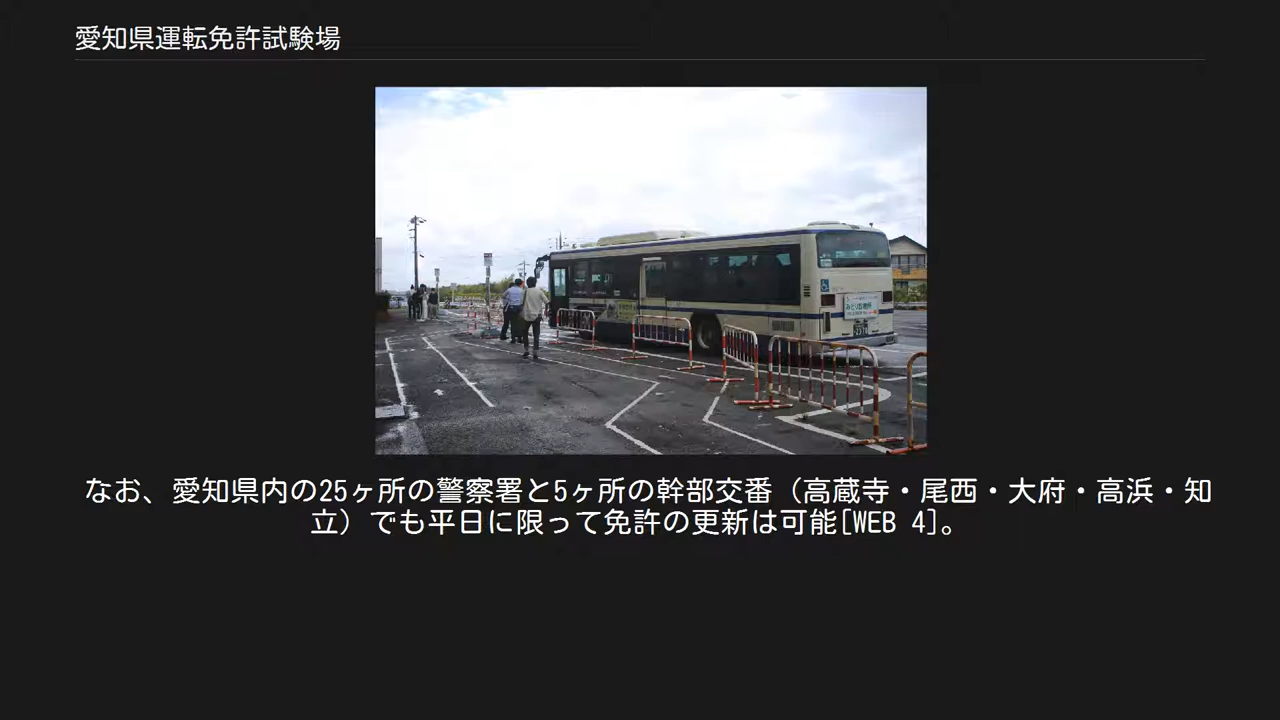 愛知県運転免許試験場
なお、愛知県内の25ヶ所の警察署と5ヶ所の幹部交番（高蔵寺・尾西・大府・高浜・知
立）でも平日に限って免許の更新は可能[WEB 4]。